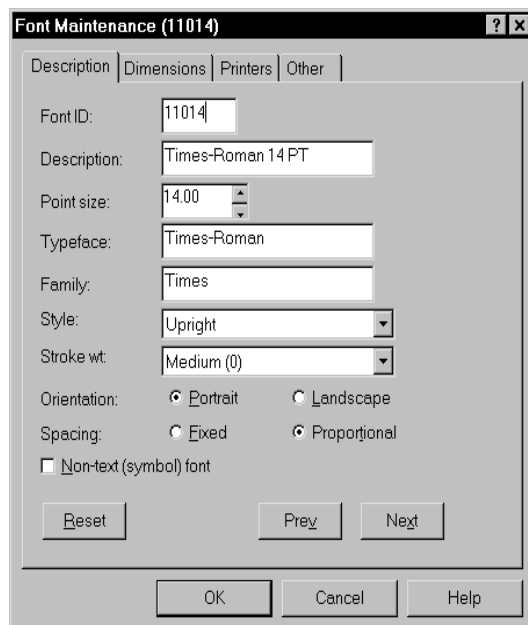 Font Maintenance (11014) ? X
Description Dimensions Printers Other
Font ID: 11014
Description: Times-Roman 14 PT
Point size: 14.00
Typeface: Times-Roman
Family: Times
Style: Upright
Stroke wt: Medium (0)
Orientation: Portrait Landscape
Spacing: Fixed Proportional
Non-text (symbol) font
Reset Prev Next
OK Cancel Help